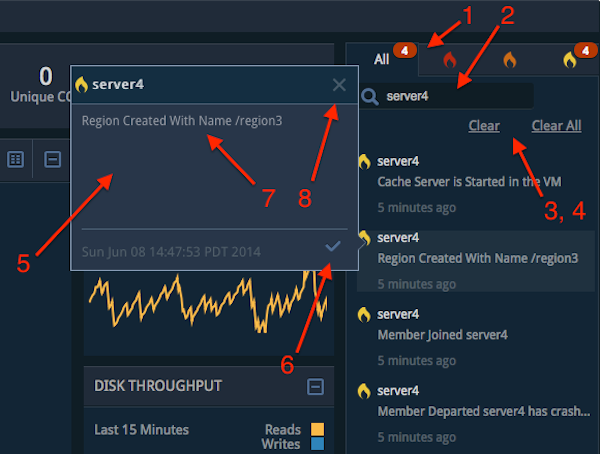 1
2
All
4
4
0
Unique C
server4
server4
Region Created With Name /region3
Clear
Clear All
server4
Cache Server is Started in the VM
5 minutes ago
3, 4
5
7
8
Sun Jun 08 14:47:53 PDT 2014
server4
Region Created With Name /region3
5 minutes ago
6
server4
Member Joined server4
5 minutes ago
server4
Member Departed server4 has crash...
5 minutes ago
DISK THROUGHPUT
Last 15 Minutes
Reads
Writes